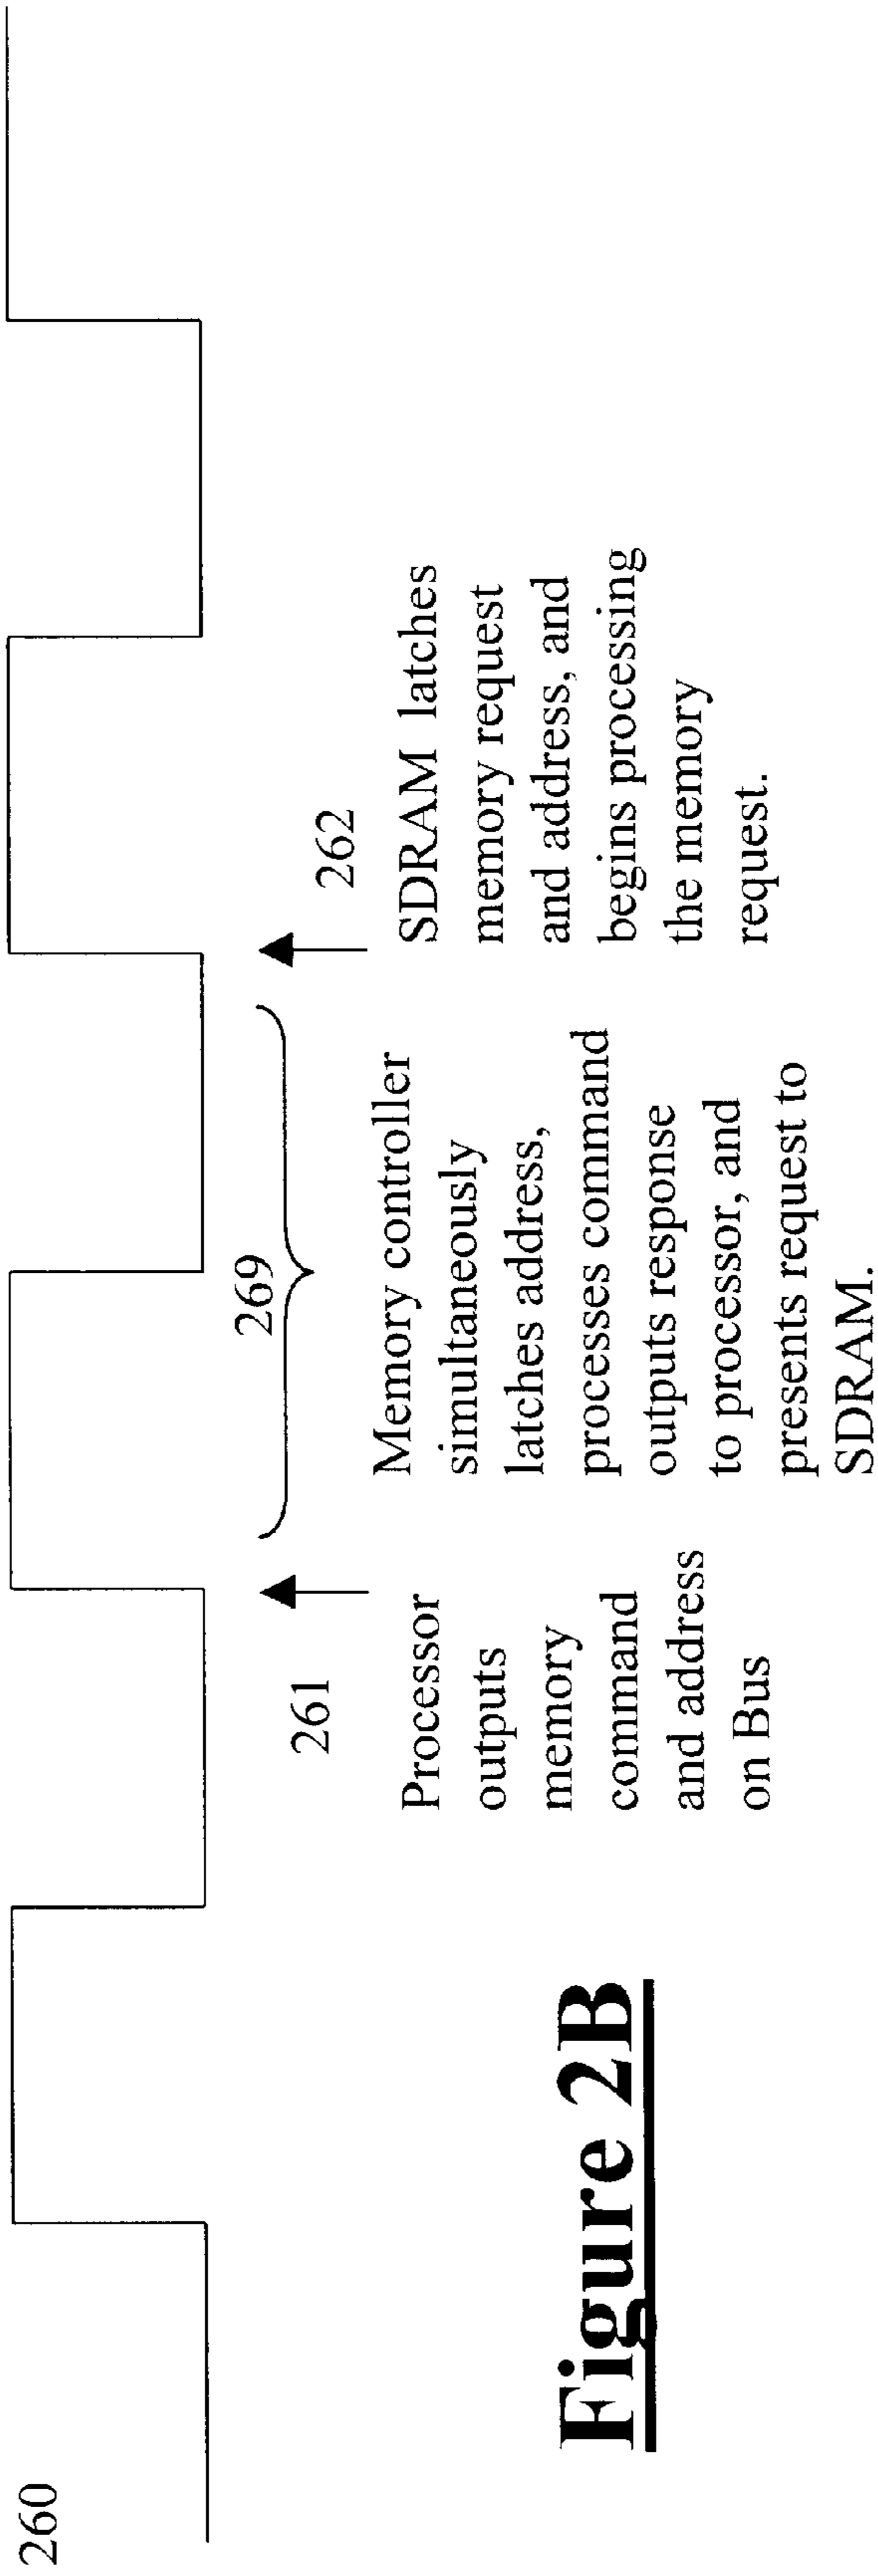 260
261
Processor
outputs
memory
command
and address
on Bus
269
Memory controller
simultaneously
latches address,
processes command
outputs response
to processor, and
presents request to
SDRAM.
262
SDRAM latches
memory request
and address, and
begins processing
the memory
request.
Figure 2B